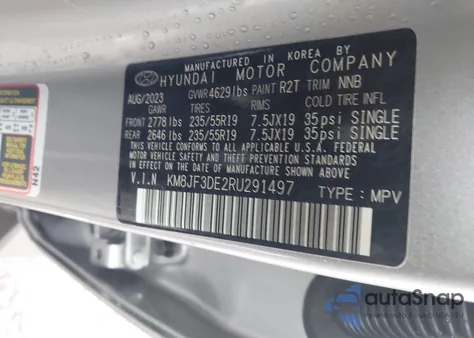 MANUFACTURED IN KOREA BY
HYUNDAI MOTOR COMPANY
AUG/2023 GVWR 4629lbs PAINT R2T TRIM NNB
GAWR TIRES RIMS COLD TIRE INFL
FRONT 2778 lbs 235/55R19 7.5JX19 35psi SINGLE
REAR 2646 lbs 235/55R19 7.5JX19 35psi SINGLE
THIS VEHICLE CONFORMS TO ALL APPLICABLE U.S. FEDERAL
MOTOR VEHICLE SAFETY AND THEFT PREVENTION STANDARDS
IN EFFECT ON THE DATE OF MANUFACTURE SHOWN ABOVE.
V.I.N KM8JF3DE2RU291497 TYPE : MPV
N42
autoSnap